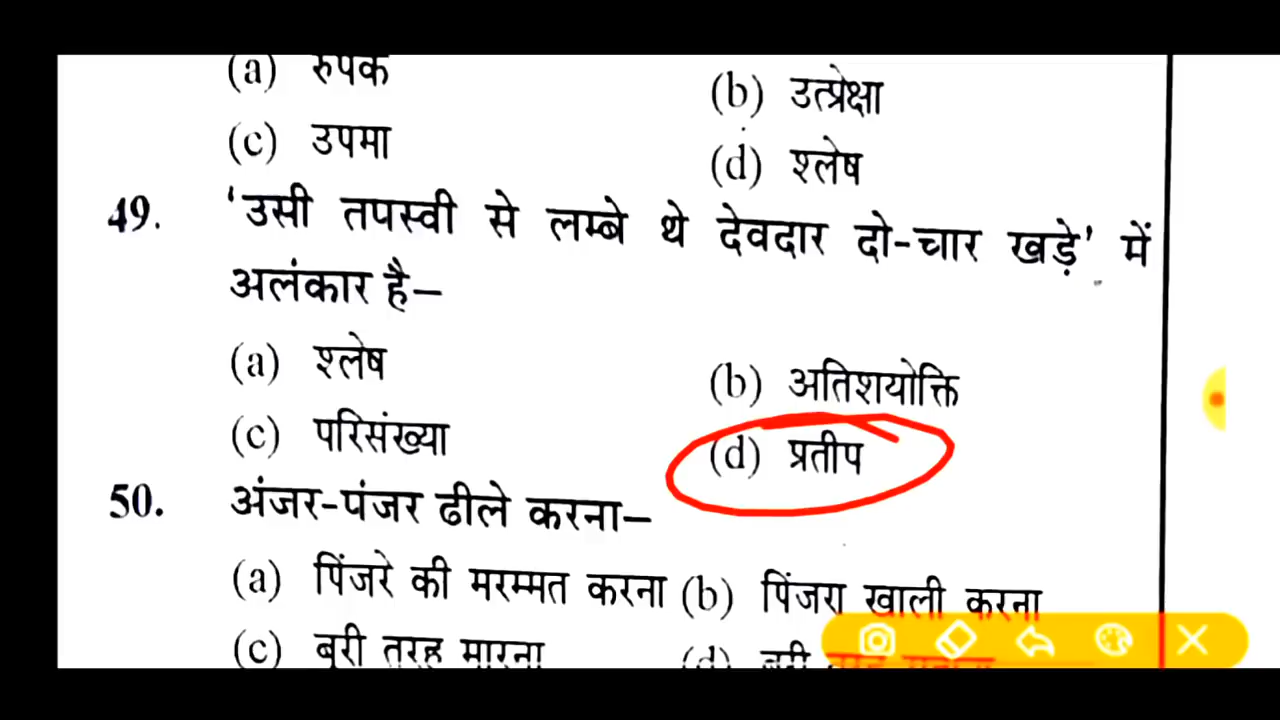 (a) रुपक (b) उत्प्रेक्षा
(c) उपमा (d) श्लेष
49. 'उसी तपस्वी से लम्बे थे देवदार दो-चार खड़े' में
अलंकार है–
(a) श्लेष (b) अतिशयोक्ति
(c) परिसंख्या (d) प्रतीप
50. अंजर-पंजर ढीले करना–
(a) पिंजरे की मरम्मत करना (b) पिंजरा खाली करना
(c) बुरी तरह मारना (d) बुरी